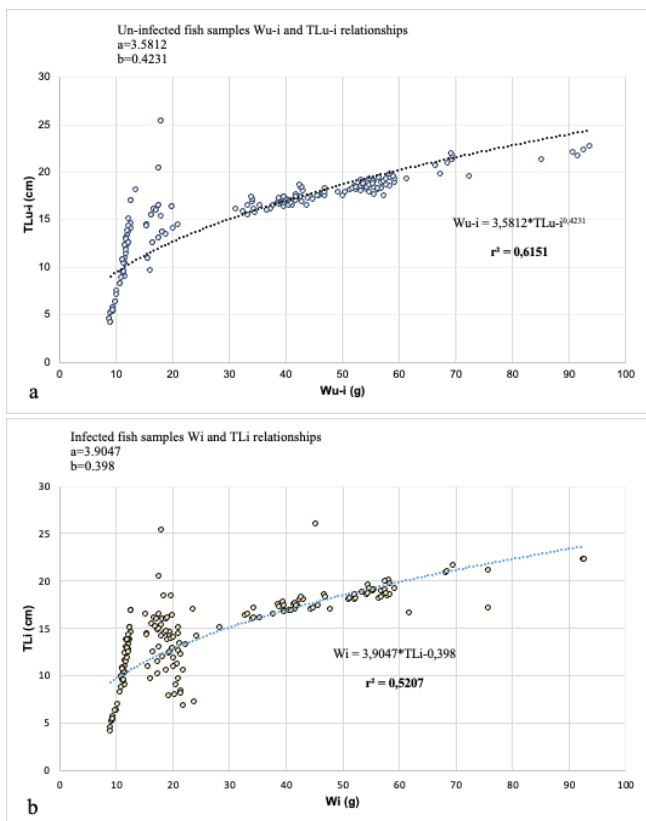 Un-infected fish samples Wu-i and TLu-i relationships
a=3.5812
b=0.4231
30
25
20
15
10
5
0
TLu-i (cm)
Wu-i = 3,5812*TLu-i^0,4231
r² = 0,6151
0 10 20 30 40 50 60 70 80 90 100
Wu-i (g)
a
Infected fish samples Wi and TLi relationships
a=3.9047
b=0.398
30
25
20
15
10
5
0
TLi (cm)
Wi = 3,9047*TLi-0,398
r² = 0,5207
0 10 20 30 40 50 60 70 80 90 100
Wi (g)
b